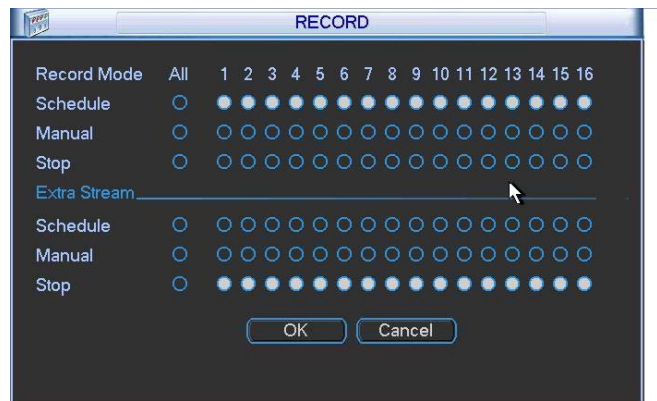 RECORD
Record Mode All 1 2 3 4 5 6 7 8 9 10 11 12 13 14 15 16
Schedule
Manual
Stop
Extra Stream
Schedule
Manual
Stop
OK Cancel